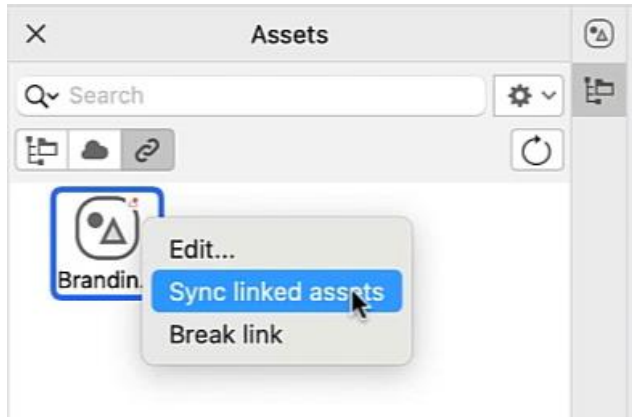 Assets
Search
Edit...
Brandin
Sync linked assets
Break link